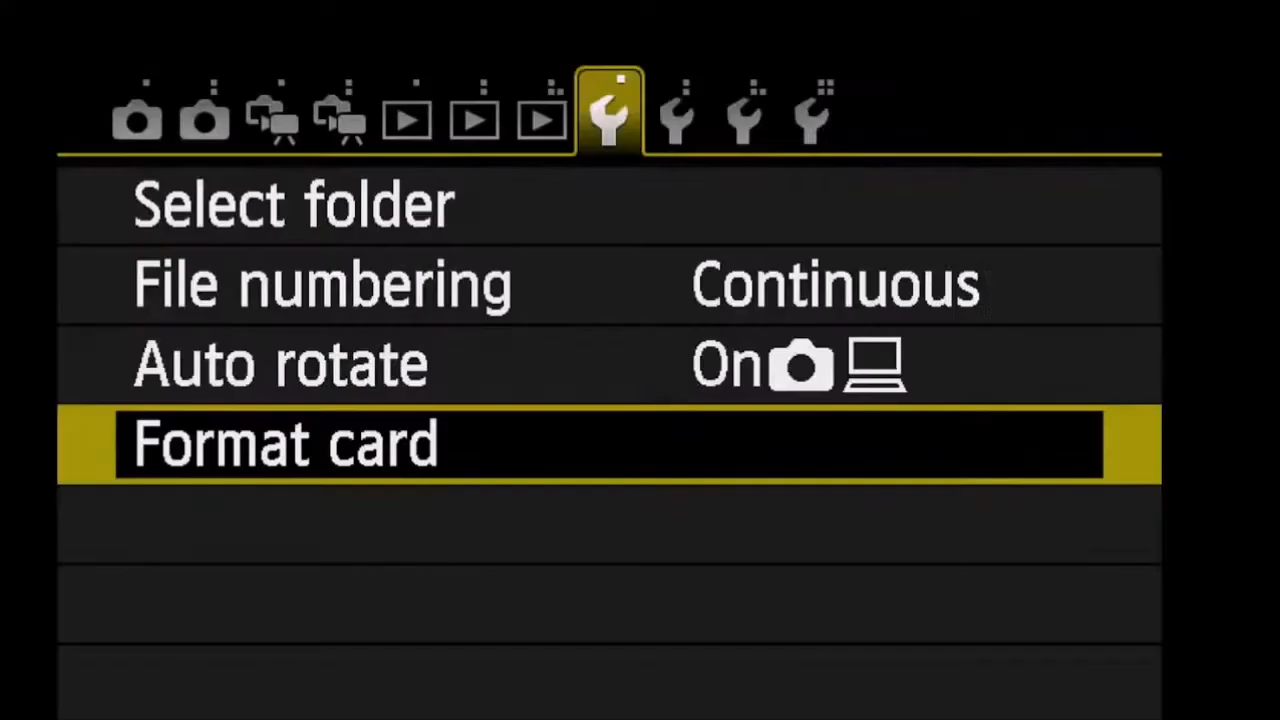 Select folder
File numbering Continuous
Auto rotate On
Format card